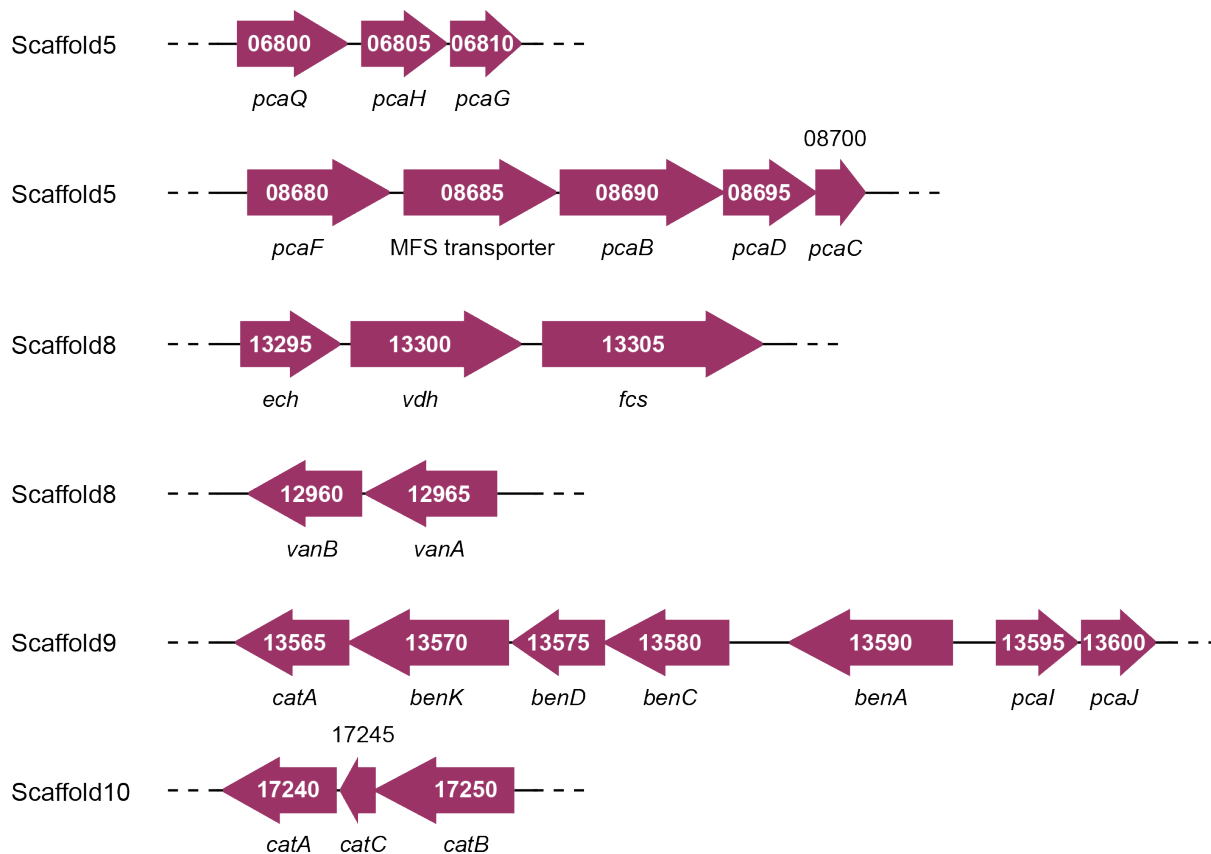 Scaffold5 06800 06805 06810
pcaQ pcaH pcaG
08700
Scaffold5 08680 08685 08690 08695
pcaF MFS transporter pcaB pcaD pcaC
Scaffold8 13295 13300 13305
ech vdh fcs
Scaffold8 12960 12965
vanB vanA
Scaffold9 13565 13570 13575 13580 13590 13595 13600
catA benK benD benC benA pcaI pcaJ
17245
Scaffold10 17240 17250
catA catC catB